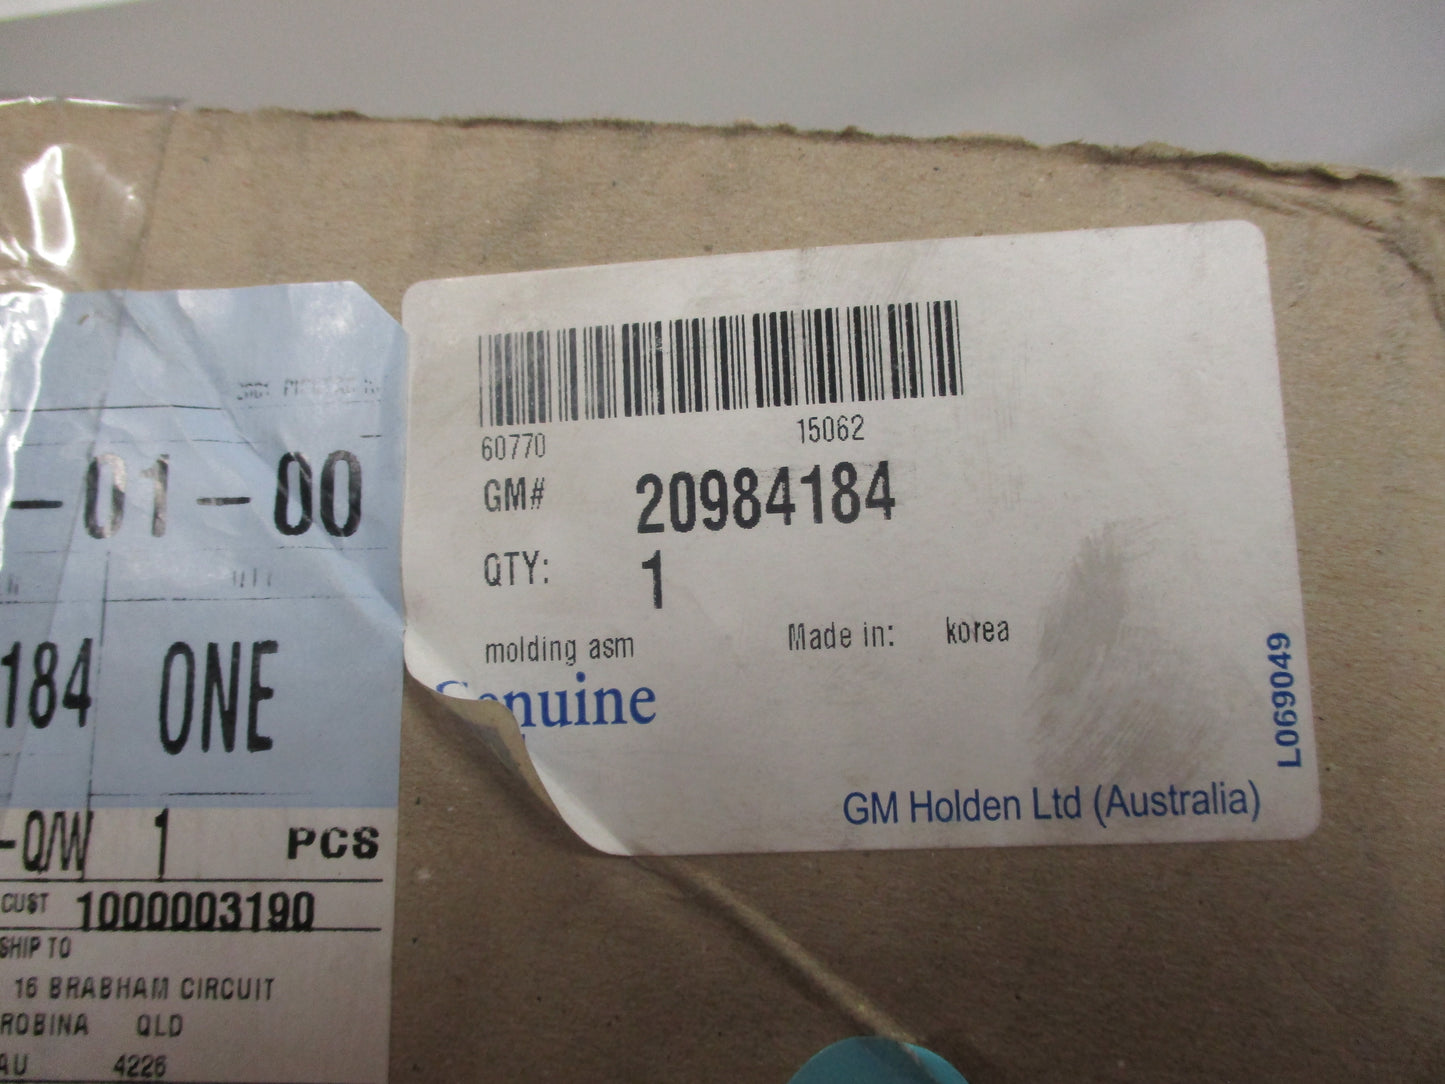 -01-00
184 ONE
-Q/W 1 PCS
CUST 1000003190
SHIP TO
16 BRABHAM CIRCUIT
ROBINA QLD
AU 4226
60770 15062
GM# 20984184
QTY: 1
molding asm Made in: korea
Genuine
GM Holden Ltd (Australia)
L069049